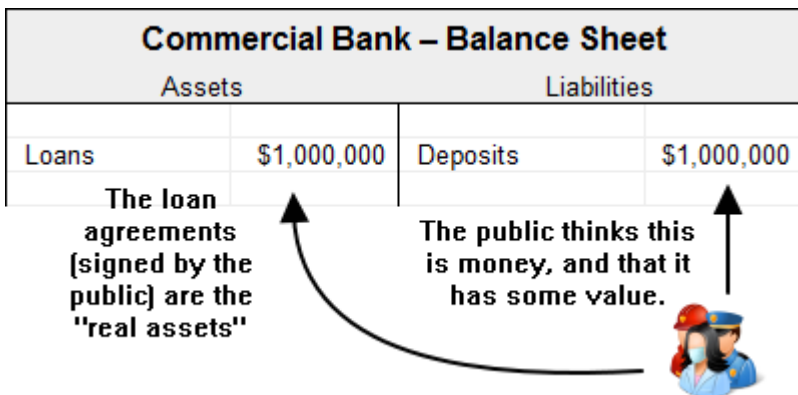 Commercial Bank – Balance Sheet
Assets Liabilities
Loans $1,000,000 Deposits $1,000,000
The loan
agreements
(signed by the
public) are the
"real assets"
The public thinks this
is money, and that it
has some value.